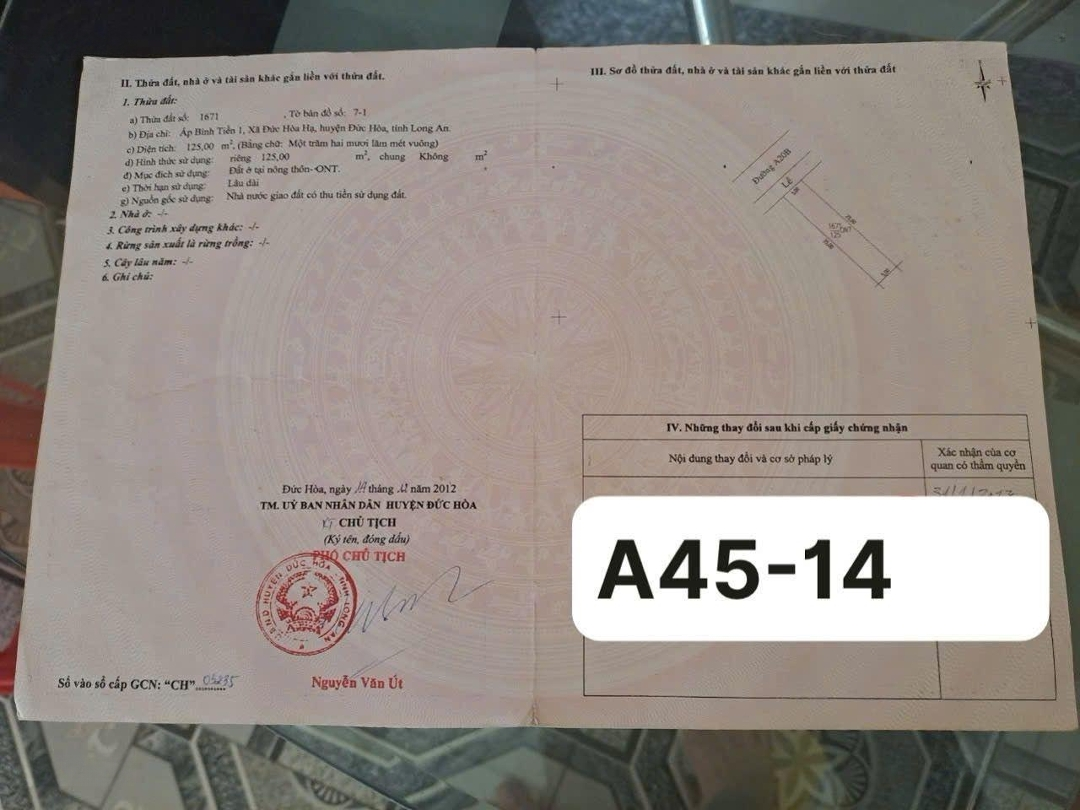 II. Thửa đất, nhà ở và tài sản khác gắn liền với thửa đất.
1. Thửa đất:
a) Thửa đất số: 1671 , Tờ bản đồ số: 7-1
b) Địa chỉ: Ấp Bình Tiền 1, Xã Đức Hòa Hạ, huyện Đức Hòa, tỉnh Long An.
c) Diện tích: 125,00 m², (Bằng chữ: Một trăm hai mươi lăm mét vuông)
d) Hình thức sử dụng: riêng 125,00 m², chung Không m²
đ) Mục đích sử dụng: Đất ở tại nông thôn- ONT.
e) Thời hạn sử dụng: Lâu dài
g) Nguồn gốc sử dụng: Nhà nước giao đất có thu tiền sử dụng đất.
2. Nhà ở: -/-
3. Công trình xây dựng khác: -/-
4. Rừng sản xuất là rừng trồng: -/-
5. Cây lâu năm: -/-
6. Ghi chú:
Đức Hòa, ngày tháng 12 năm 2012
TM. UỶ BAN NHÂN DÂN HUYỆN ĐỨC HÒA
KT CHỦ TỊCH
(Ký tên, đóng dấu)
PHÓ CHỦ TỊCH
U.B.N.D HUYỆN ĐỨC HÒA TỈNH LONG AN
Nguyễn Văn Út
Số vào sổ cấp GCN: "CH"
III. Sơ đồ thửa đất, nhà ở và tài sản khác gắn liền với thửa đất
Đường A20B
Lề
1671
125 ONT
IV. Những thay đổi sau khi cấp giấy chứng nhận
Nội dung thay đổi và cơ sở pháp lý
Xác nhận của cơ
quan có thẩm quyền
A45-14